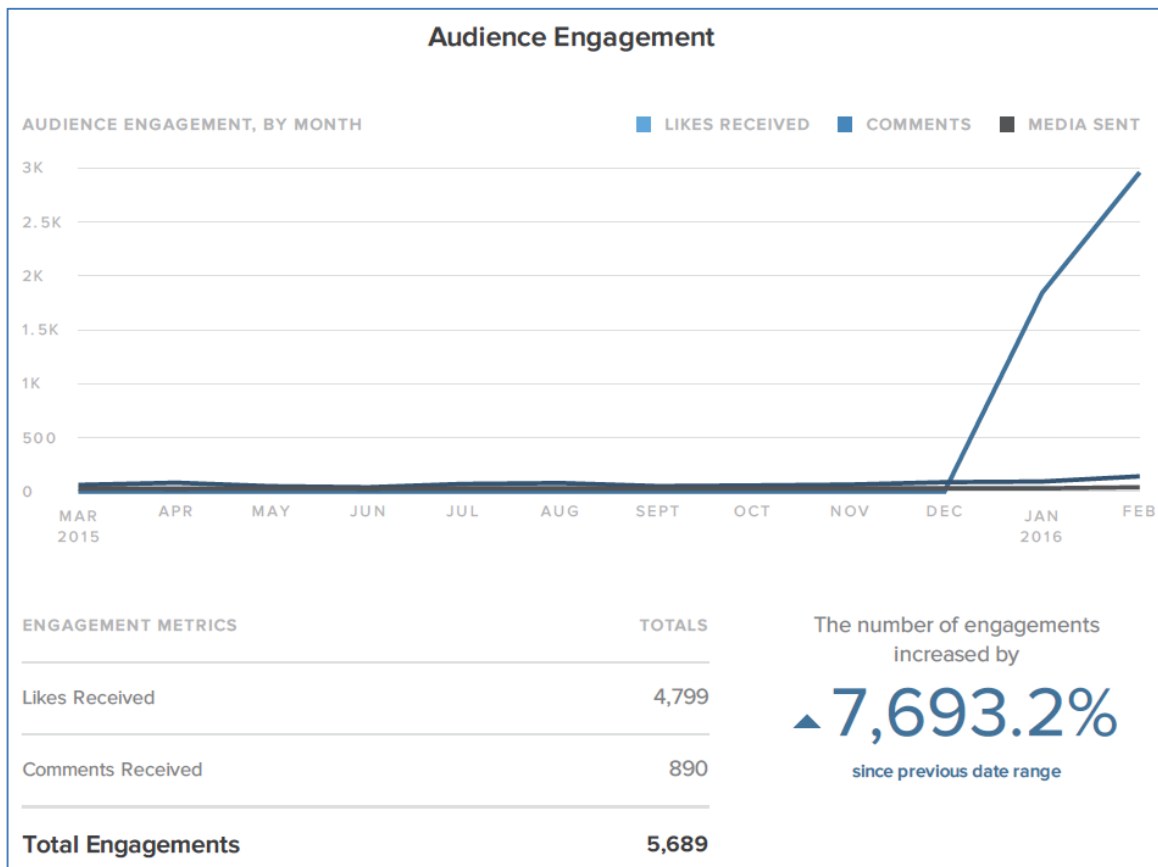 Audience Engagement
AUDIENCE ENGAGEMENT, BY MONTH
LIKES RECEIVED
COMMENTS
MEDIA SENT
3K
2.5K
2K
1.5K
1K
500
0
MAR 2015
APR
MAY
JUN
JUL
AUG
SEPT
OCT
NOV
DEC
JAN 2016
FEB
ENGAGEMENT METRICS TOTALS
Likes Received 4,799
Comments Received 890
Total Engagements 5,689
The number of engagements
increased by
7,693.2%
since previous date range